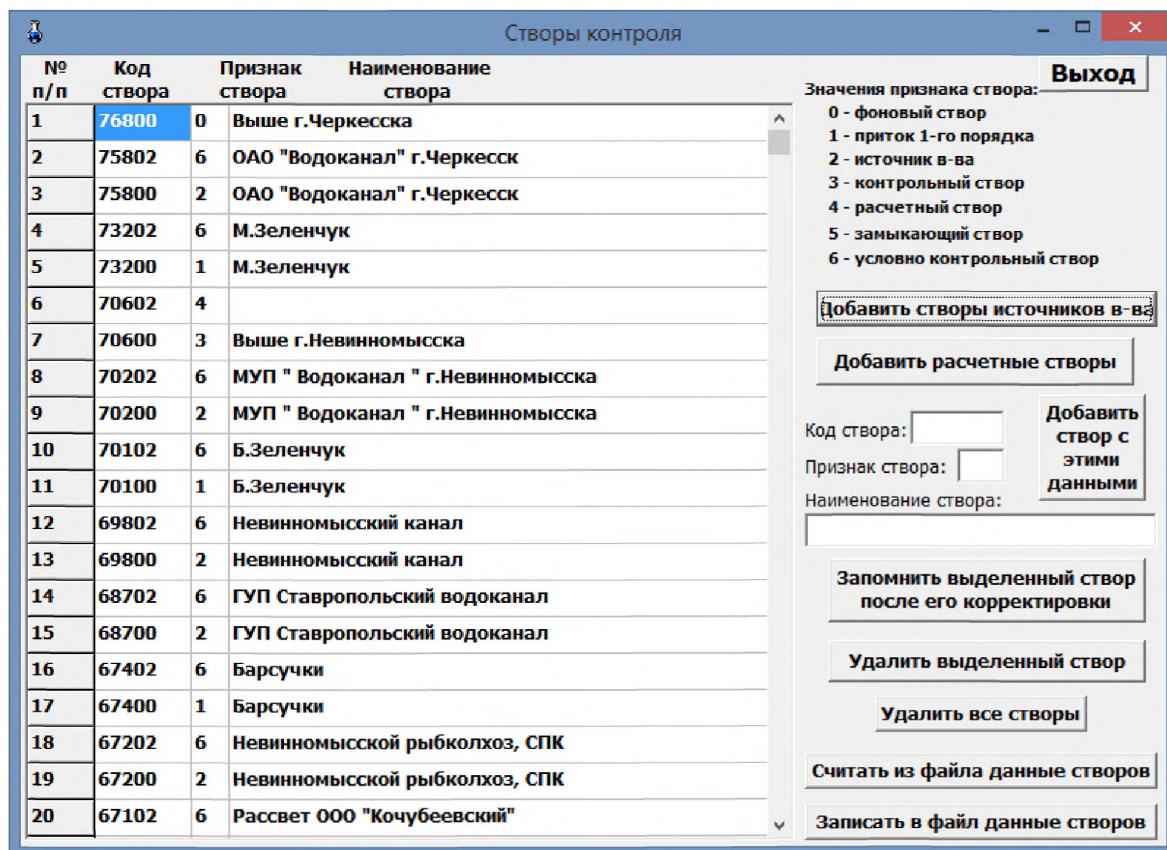 Створы контроля
№ п/п Код створа Признак створа Наименование створа
1 76800 0 Выше г.Черкесска
2 75802 6 ОАО "Водоканал" г.Черкесск
3 75800 2 ОАО "Водоканал" г.Черкесск
4 73202 6 М.Зеленчук
5 73200 1 М.Зеленчук
6 70602 4
7 70600 3 Выше г.Невинномысска
8 70202 6 МУП " Водоканал " г.Невинномысска
9 70200 2 МУП " Водоканал " г.Невинномысска
10 70102 6 Б.Зеленчук
11 70100 1 Б.Зеленчук
12 69802 6 Невинномысский канал
13 69800 2 Невинномысский канал
14 68702 6 ГУП Ставропольский водоканал
15 68700 2 ГУП Ставропольский водоканал
16 67402 6 Барсучки
17 67400 1 Барсучки
18 67202 6 Невинномысской рыбколхоз, СПК
19 67200 2 Невинномысской рыбколхоз, СПК
20 67102 6 Рассвет ООО "Кочубеевский"
Выход
Значения признака створа:
0 - фоновый створ
1 - приток 1-го порядка
2 - источник в-ва
3 - контрольный створ
4 - расчетный створ
5 - замыкающий створ
6 - условно контрольный створ
Добавить створы источников в-ва
Добавить расчетные створы
Код створа:
Признак створа:
Добавить
створ с
этими
данными
Наименование створа:
Запомнить выделенный створ
после его корректировки
Удалить выделенный створ
Удалить все створы
Считать из файла данные створов
Записать в файл данные створов